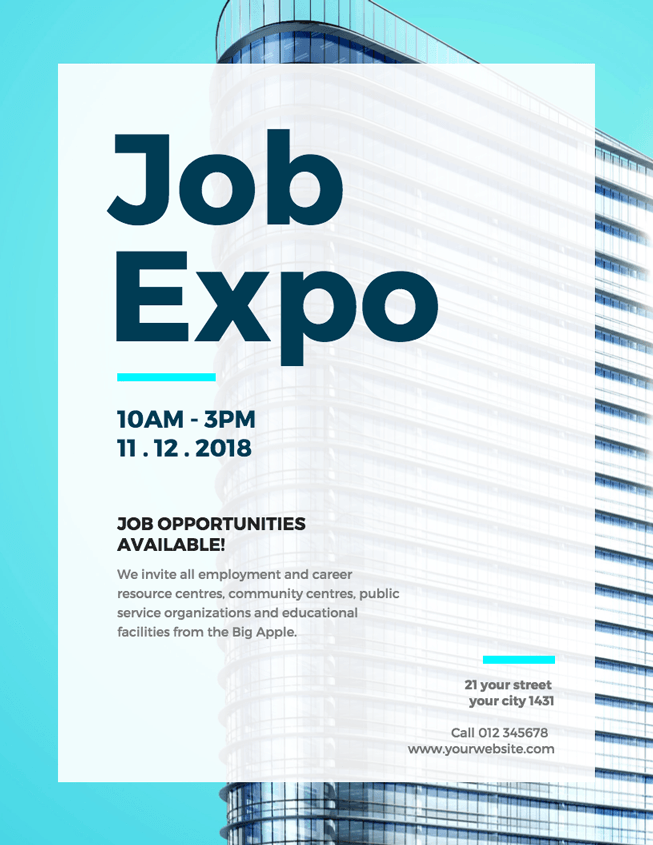 Job
Expo
10AM - 3PM
11 . 12 . 2018
JOB OPPORTUNITIES
AVAILABLE!
We invite all employment and career
resource centres, community centres, public
service organizations and educational
facilities from the Big Apple.
21 your street
your city 1431
Call 012 345678
www.yourwebsite.com